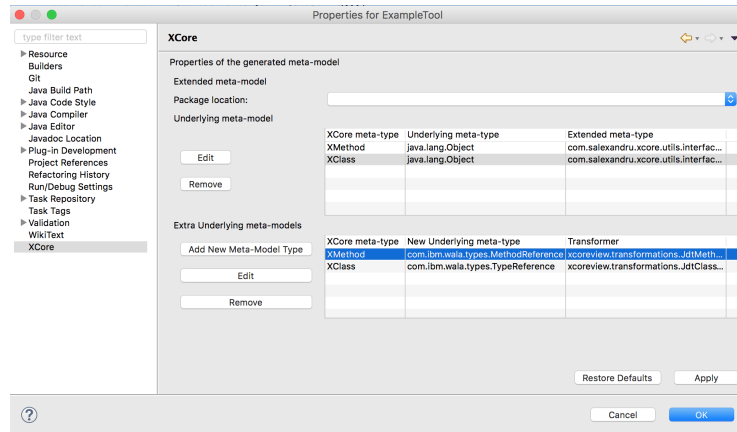 Properties for ExampleTool
type filter text
XCore
Resource
Builders
Git
Java Build Path
Java Code Style
Java Compiler
Java Editor
Javadoc Location
Plug-in Development
Project References
Refactoring History
Run/Debug Settings
Task Repository
Task Tags
Validation
WikiText
XCore
Properties of the generated meta-model
Extended meta-model
Package location:
Underlying meta-model
XCore meta-type Underlying meta-type Extended meta-type
XMethod java.lang.Object com.salexandru.xcore.utils.interfac...
XClass java.lang.Object com.salexandru.xcore.utils.interfac...
Edit
Remove
Extra Underlying meta-models
XCore meta-type New Underlying meta-type Transformer
XMethod com.ibm.wala.types.MethodReference xcoreview.transformations.JdtMeth...
XClass com.ibm.wala.types.TypeReference xcoreview.transformations.JdtClass...
Add New Meta-Model Type
Edit
Remove
Restore Defaults Apply
? Cancel OK